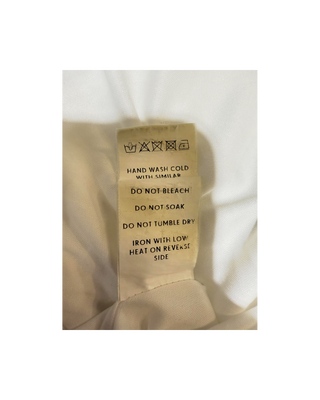 HAND WASH COLD
WITH SIMILAR
DO NOT BLEACH
DO NOT SOAK
DO NOT TUMBLE DRY
IRON WITH LOW
HEAT ON REVERSE
SIDE